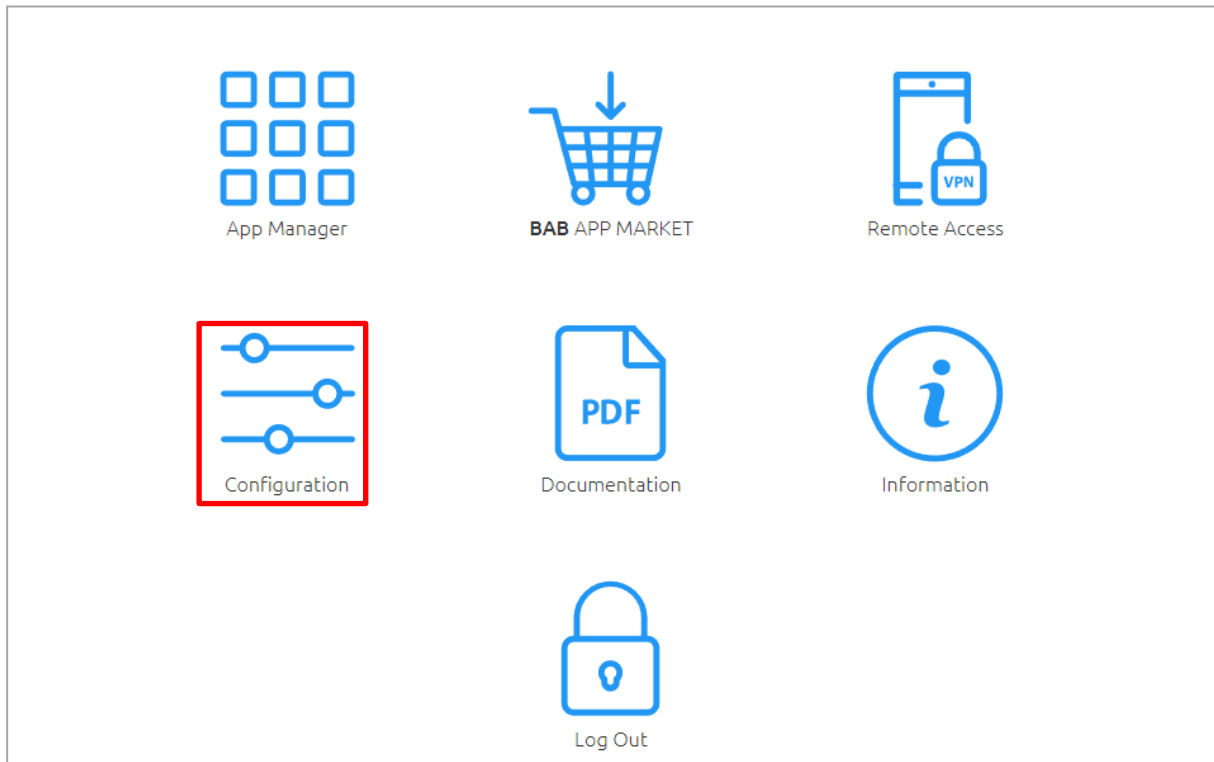 VPN
App Manager
BAB APP MARKET
Remote Access
PDF
i
Configuration
Documentation
Information
Log Out